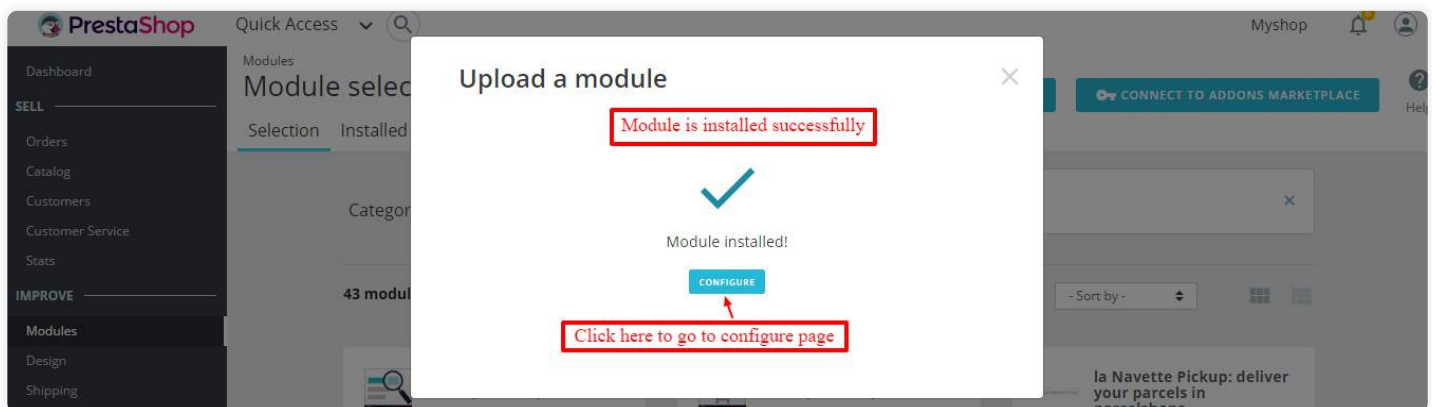 PrestaShop
Quick Access
Myshop
Dashboard
SELL
Orders
Catalog
Customers
Customer Service
Stats
IMPROVE
Modules
Design
Shipping
Modules
Module selec
Selection Installed
CONNECT TO ADDONS MARKETPLACE
Help
Categor
43 modul
- Sort by -
Upload a module
Module is installed successfully
Module installed!
CONFIGURE
Click here to go to configure page
la Navette Pickup: deliver
your parcels in